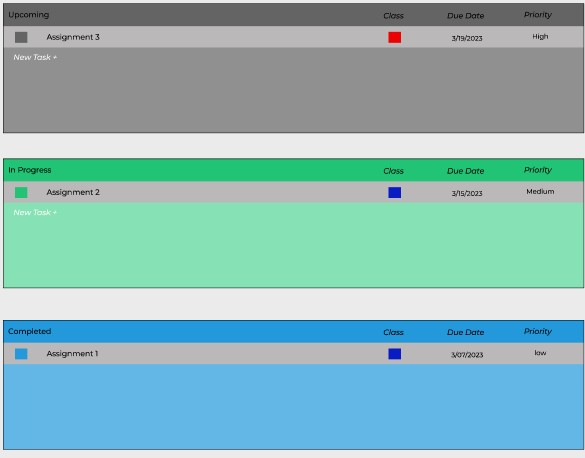 Upcoming Class Due Date Priority
Assignment 3 3/19/2023 High
New Task +
In Progress Class Due Date Priority
Assignment 2 3/15/2023 Medium
New Task +
Completed Class Due Date Priority
Assignment 1 3/07/2023 low